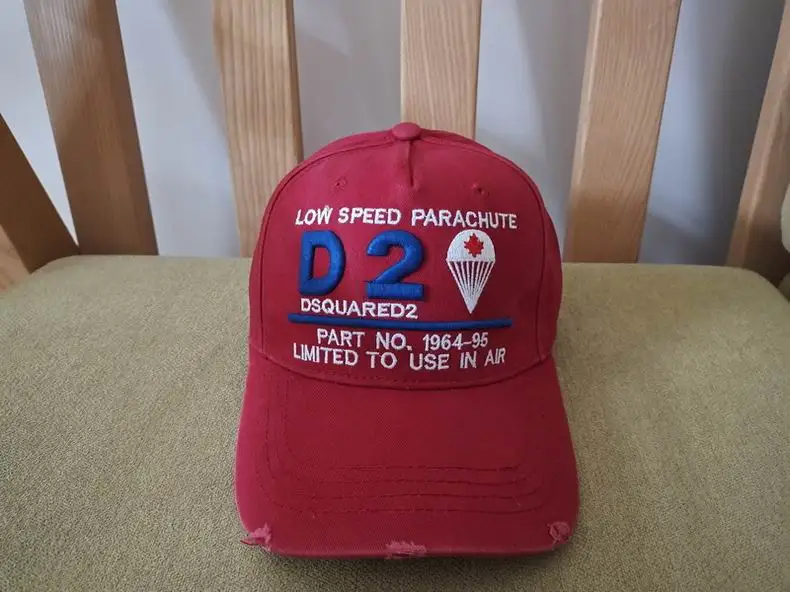 LOW SPEED PARACHUTE
D2
DSQUARED2
PART NO. 1964-95
LIMITED TO USE IN AIR